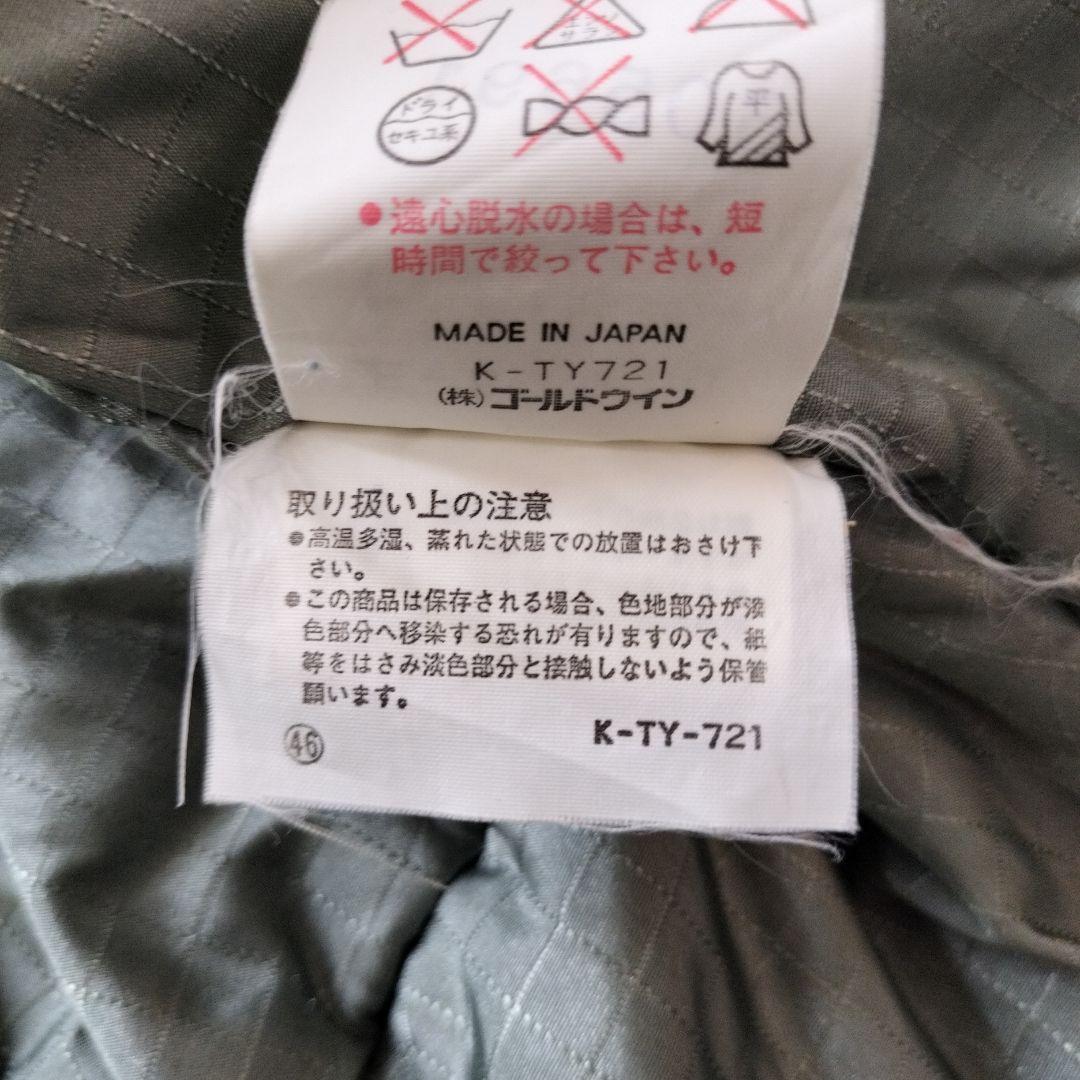 エンソ
サラシ
ドライ
セキユ系
平
●遠心脱水の場合は、短
時間で絞って下さい。
MADE IN JAPAN
K-TY721
(株)ゴールドウイン
取り扱い上の注意
●高温多湿、蒸れた状態での放置はおさけ下
さい。
●この商品は保存される場合、色地部分が淡
色部分へ移染する恐れが有りますので、紙
等をはさみ淡色部分と接触しないよう保管
願います。
㊻
K-TY-721